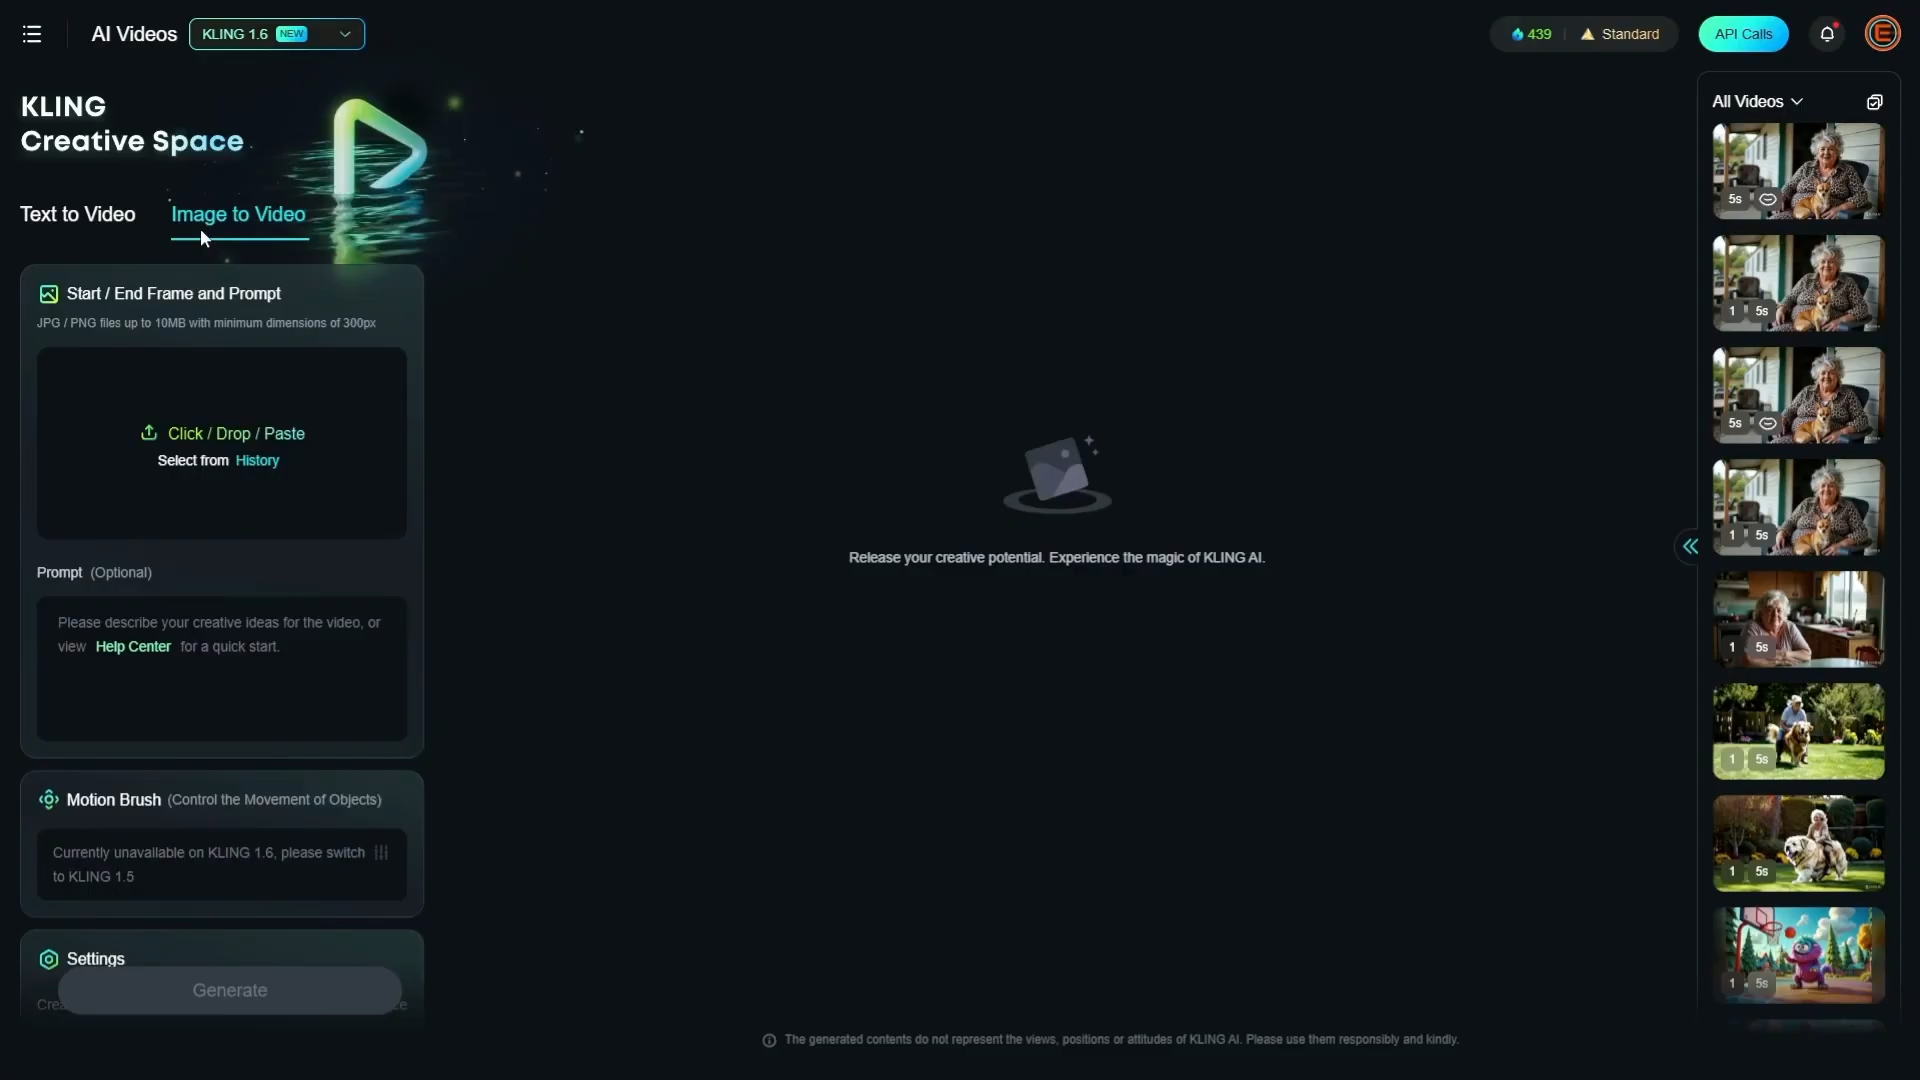 AI Videos
KLING 1.6 NEW
439
Standard
API Calls
KLING
Creative Space
Text to Video
Image to Video
Start / End Frame and Prompt
JPG / PNG files up to 10MB with minimum dimensions of 300px
Click / Drop / Paste
Select from History
Prompt (Optional)
Please describe your creative ideas for the video, or
view Help Center for a quick start.
Motion Brush (Control the Movement of Objects)
Currently unavailable on KLING 1.6, please switch
to KLING 1.5
Settings
Generate
Release your creative potential. Experience the magic of KLING AI.
The generated contents do not represent the views, positions or attitudes of KLING AI. Please use them responsibly and kindly.
All Videos
5s
1 5s
5s
1 5s
1 5s
1 5s
1 5s
1 5s